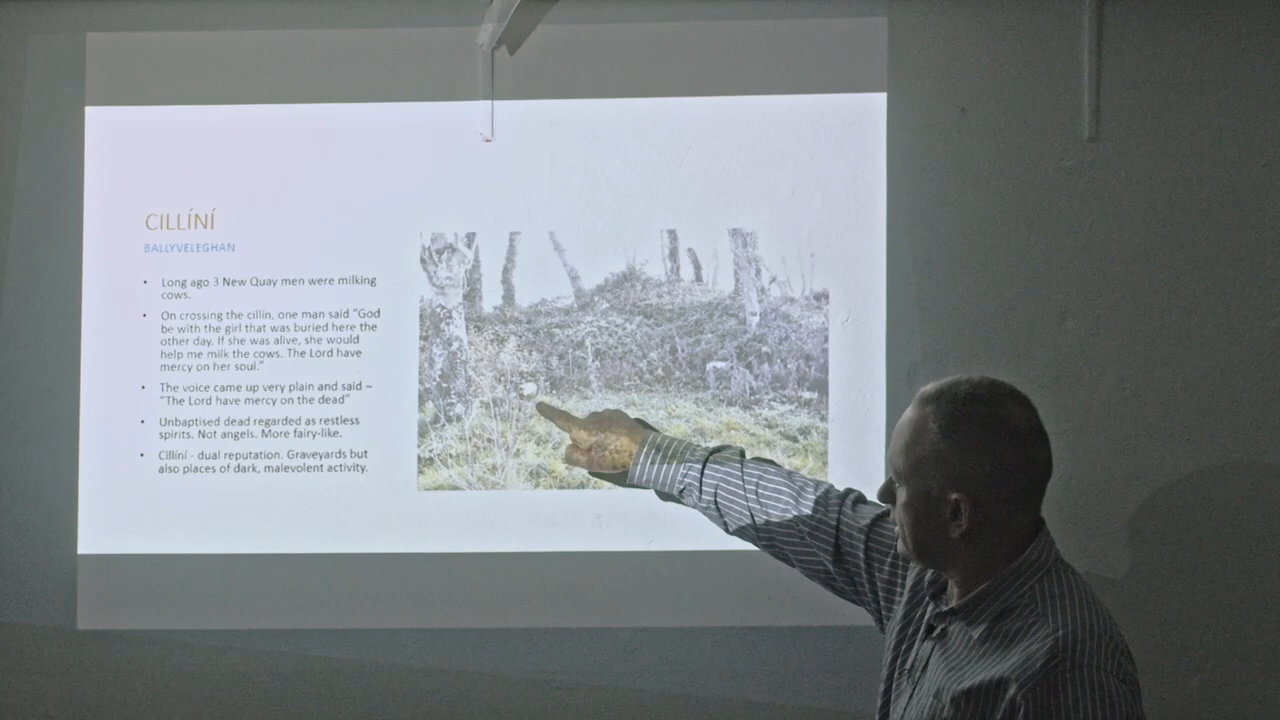 CILLÍNÍ
BALLYVELEGHAN
• Long ago 3 New Quay men were milking
cows.
• On crossing the cillín, one man said "God
be with the girl that was buried here the
other day. If she was alive, she would
help me milk the cows. The Lord have
mercy on her soul."
• The voice came up very plain and said –
"The Lord have mercy on the dead"
• Unbaptised dead regarded as restless
spirits. Not angels. More fairy-like.
• Cillíní - dual reputation. Graveyards but
also places of dark, malevolent activity.